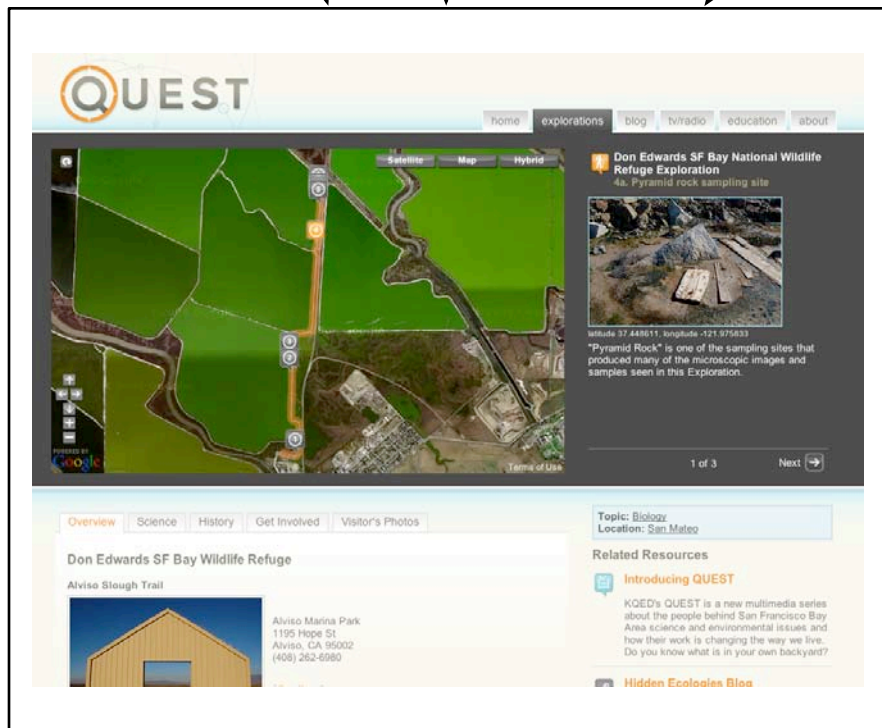 QUEST
home explorations blog tv/radio education about
Satellite Map Hybrid
Don Edwards SF Bay National Wildlife
Refuge Exploration
4a. Pyramid rock sampling site
latitude 37.448611, longitude -121.975833
"Pyramid Rock" is one of the sampling sites that
produced many of the microscopic images and
samples seen in this Exploration.
POWERED BY
Google
Terms of Use
1 of 3 Next
Overview Science History Get Involved Visitor's Photos
Topic: Biology
Location: San Mateo
Don Edwards SF Bay Wildlife Refuge
Alviso Slough Trail
Alviso Marina Park
1195 Hope St
Alviso, CA 95002
(408) 262-6980
Related Resources
Introducing QUEST
KQED's QUEST is a new multimedia series
about the people behind San Francisco Bay
Area science and environmental issues and
how their work is changing the way we live.
Do you know what is in your own backyard?
Hidden Ecologies Blog